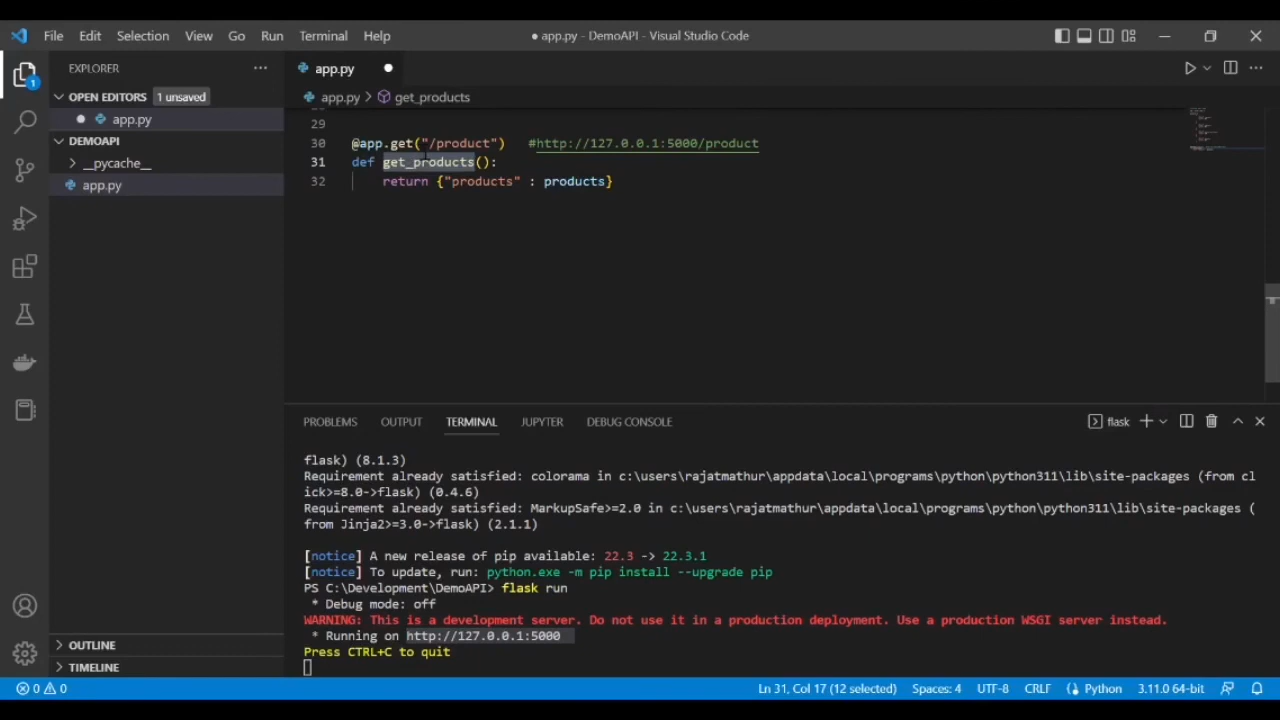 File Edit Selection View Go Run Terminal Help
● app.py - DemoAPI - Visual Studio Code
EXPLORER
OPEN EDITORS 1 unsaved
app.py
DEMOAPI
__pycache__
app.py
OUTLINE
TIMELINE
1
app.py
app.py > get_products
29
30 @app.get("/product") #http://127.0.0.1:5000/product
31 def get_products():
32 return {"products" : products}
PROBLEMS OUTPUT TERMINAL JUPYTER DEBUG CONSOLE
flask
flask) (8.1.3)
Requirement already satisfied: colorama in c:\users\rajatmathur\appdata\local\programs\python\python311\lib\site-packages (from cl
ick>=8.0->flask) (0.4.6)
Requirement already satisfied: MarkupSafe>=2.0 in c:\users\rajatmathur\appdata\local\programs\python\python311\lib\site-packages (
from Jinja2>=3.0->flask) (2.1.1)
[notice] A new release of pip available: 22.3 -> 22.3.1
[notice] To update, run: python.exe -m pip install --upgrade pip
PS C:\Development\DemoAPI> flask run
* Debug mode: off
WARNING: This is a development server. Do not use it in a production deployment. Use a production WSGI server instead.
* Running on http://127.0.0.1:5000
Press CTRL+C to quit
0 0
Ln 31, Col 17 (12 selected) Spaces: 4 UTF-8 CRLF Python 3.11.0 64-bit